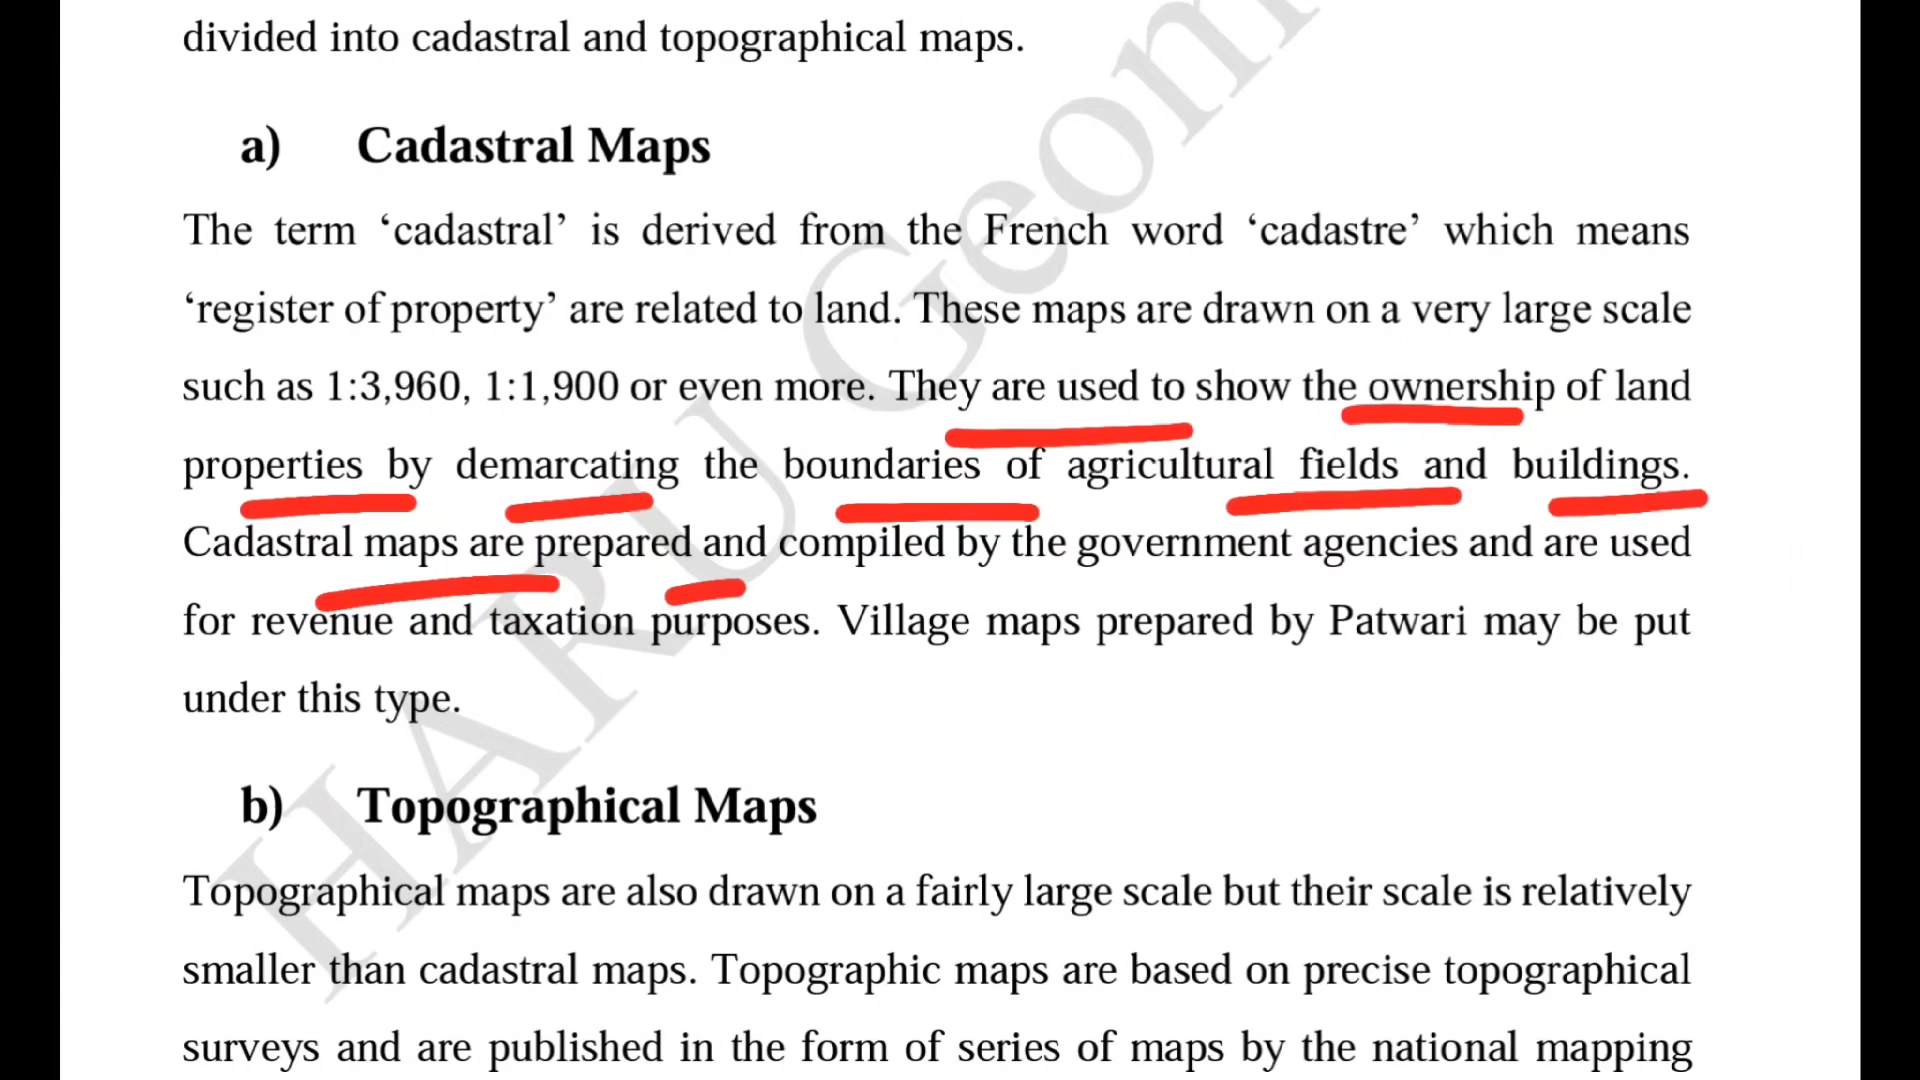 divided into cadastral and topographical maps.
a) Cadastral Maps
The term ‘cadastral’ is derived from the French word ‘cadastre’ which means
‘register of property’ are related to land. These maps are drawn on a very large scale
such as 1:3,960, 1:1,900 or even more. They are used to show the ownership of land
properties by demarcating the boundaries of agricultural fields and buildings.
Cadastral maps are prepared and compiled by the government agencies and are used
for revenue and taxation purposes. Village maps prepared by Patwari may be put
under this type.
b) Topographical Maps
Topographical maps are also drawn on a fairly large scale but their scale is relatively
smaller than cadastral maps. Topographic maps are based on precise topographical
surveys and are published in the form of series of maps by the national mapping
HARU Geom